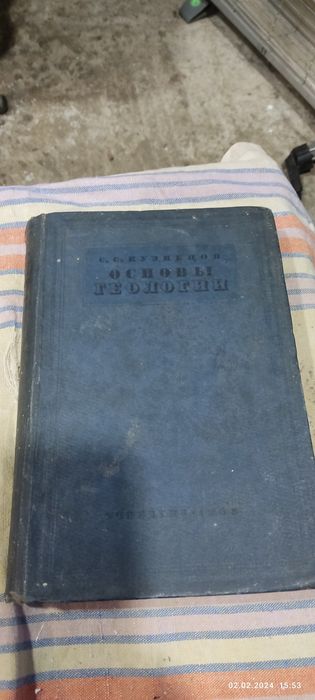 С. С. КУЗНЕЦОВ
ОСНОВЫ
ГЕОЛОГИИ
02.02.2024 15:53